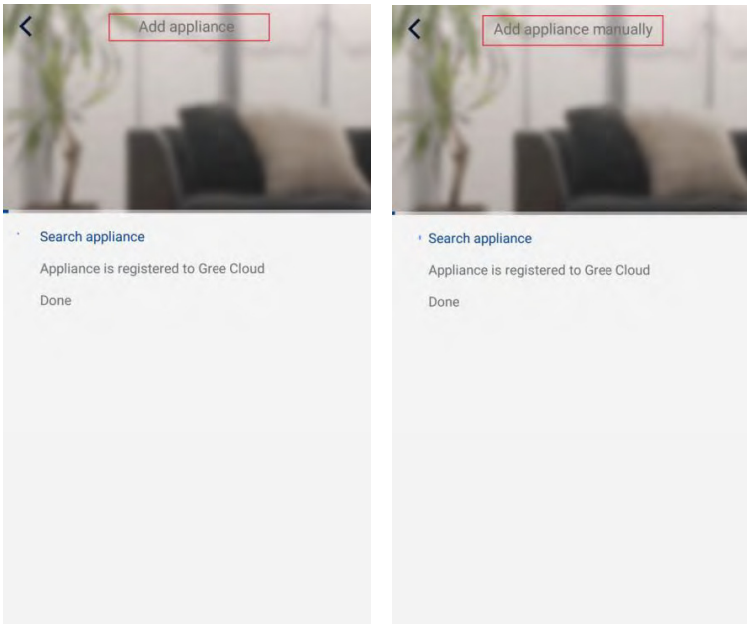 Add appliance
Search appliance
Appliance is registered to Gree Cloud
Done
Add appliance manually
Search appliance
Appliance is registered to Gree Cloud
Done